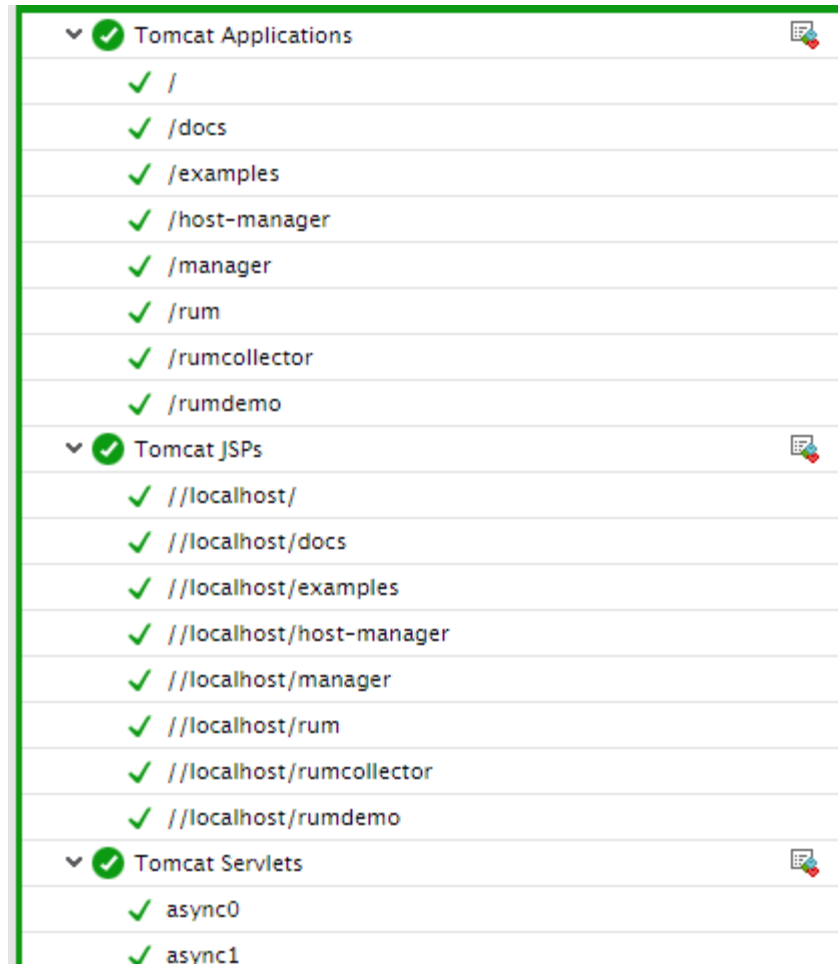 Tomcat Applications
/
/docs
/examples
/host-manager
/manager
/rum
/rumcollector
/rumdemo
Tomcat JSPs
//localhost/
//localhost/docs
//localhost/examples
//localhost/host-manager
//localhost/manager
//localhost/rum
//localhost/rumcollector
//localhost/rumdemo
Tomcat Servlets
async0
async1